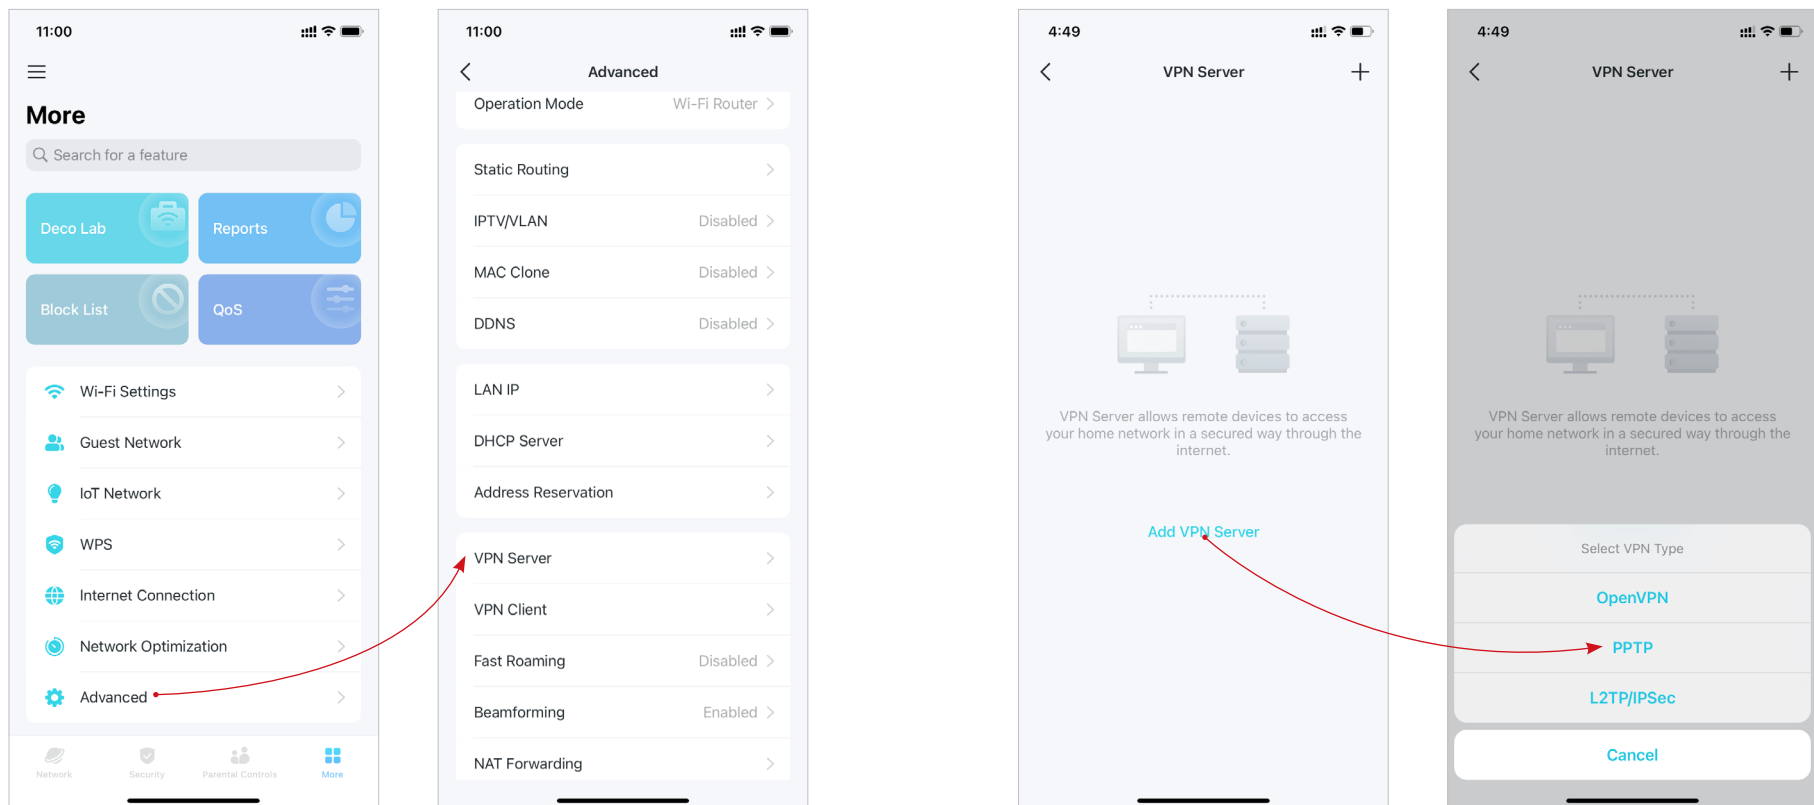 11:00
More
Search for a feature
Deco Lab
Reports
Block List
QoS
Wi-Fi Settings
Guest Network
IoT Network
WPS
Internet Connection
Network Optimization
Advanced
Network
Security
Parental Controls
More
11:00
Advanced
Operation Mode Wi-Fi Router
Static Routing
IPTV/VLAN Disabled
MAC Clone Disabled
DDNS Disabled
LAN IP
DHCP Server
Address Reservation
VPN Server
VPN Client
Fast Roaming Disabled
Beamforming Enabled
NAT Forwarding
4:49
VPN Server
VPN Server allows remote devices to access
your home network in a secured way through the
internet.
Add VPN Server
4:49
VPN Server
VPN Server allows remote devices to access
your home network in a secured way through the
internet.
Select VPN Type
OpenVPN
PPTP
L2TP/IPSec
Cancel